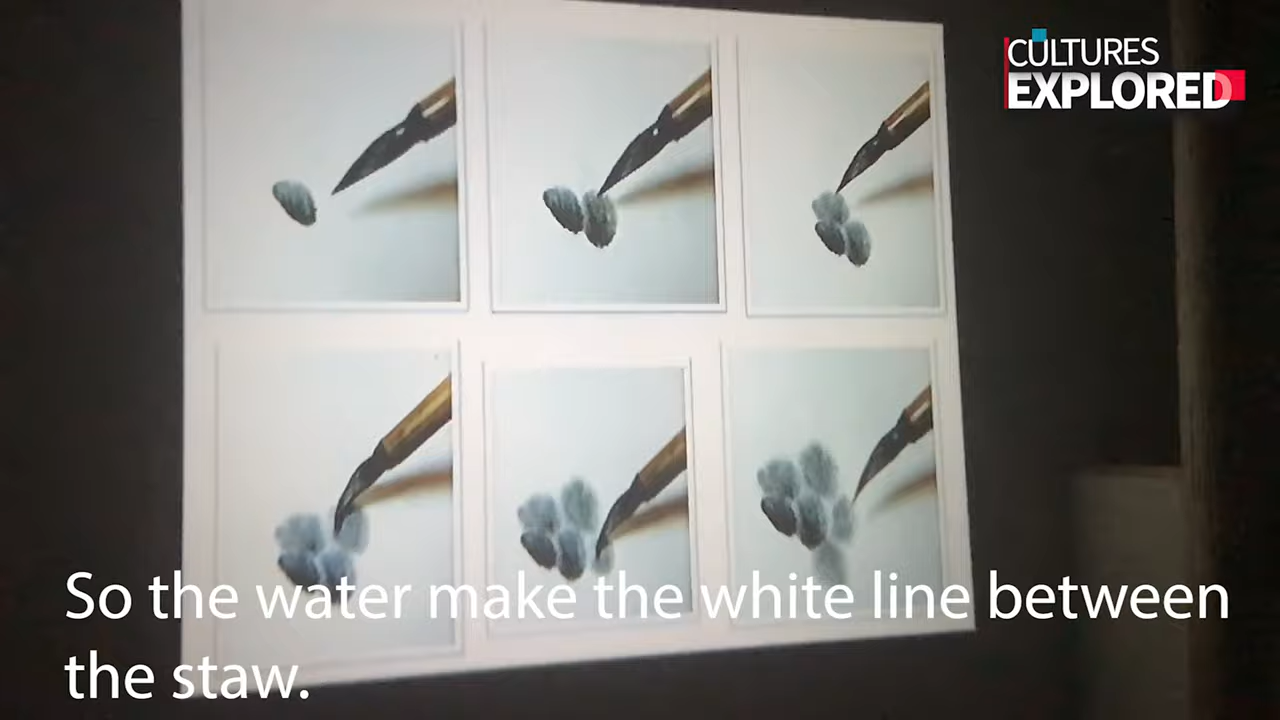 CULTURES
EXPLORED
So the water make the white line between
the staw.